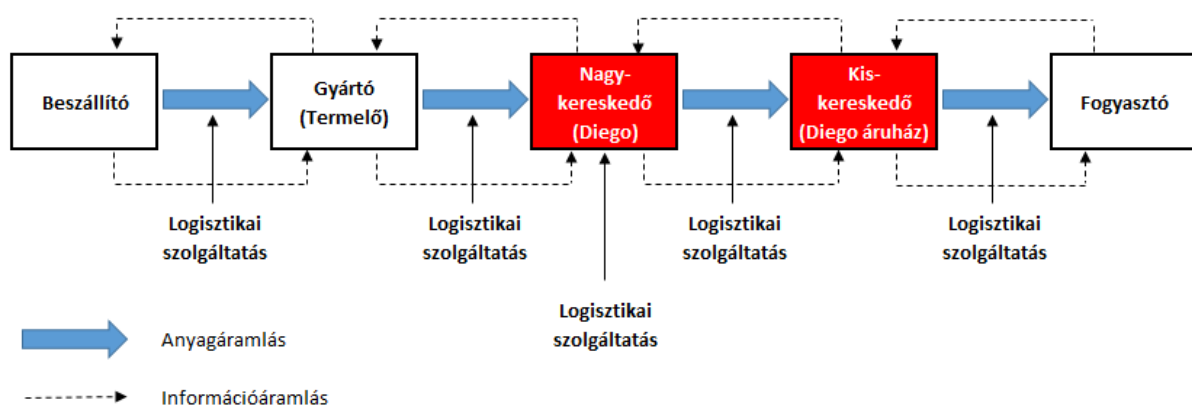 Beszállító
Gyártó
(Termelő)
Nagy-
kereskedő
(Diego)
Kis-
kereskedő
(Diego áruház)
Fogyasztó
Logisztikai
szolgáltatás
Logisztikai
szolgáltatás
Logisztikai
szolgáltatás
Logisztikai
szolgáltatás
Logisztikai
szolgáltatás
Anyagáramlás
Információáramlás